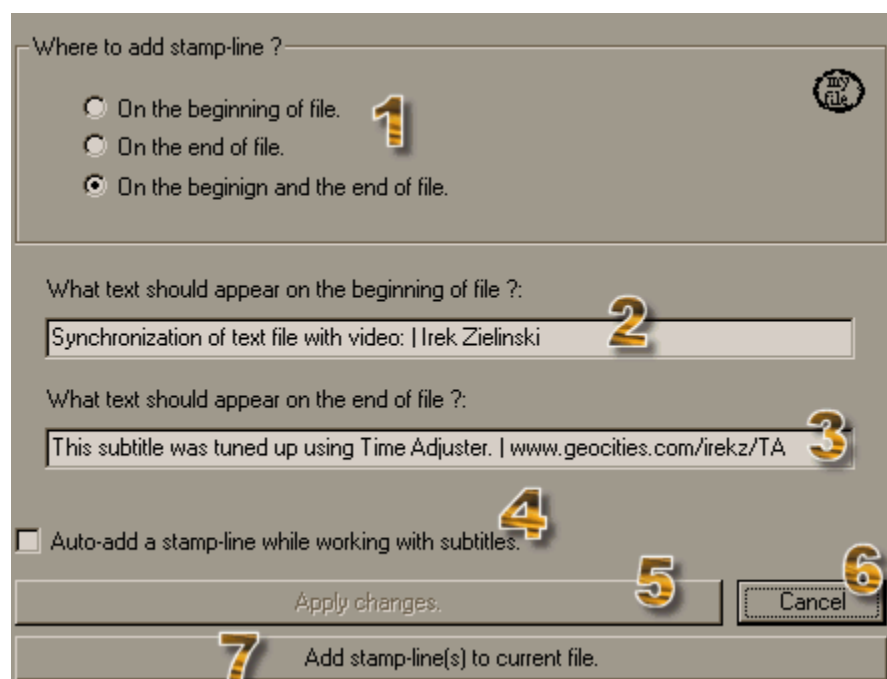 Where to add stamp-line ?
my
file
On the beginning of file.
1
On the end of file.
On the beginign and the end of file.
What text should appear on the beginning of file ?:
2
Synchronization of text file with video: | Irek Zielinski
What text should appear on the end of file ?:
3
This subtitle was tuned up using Time Adjuster. | www.geocities.com/irekz/TA
4
Auto-add a stamp-line while working with subtitles.
5
6
Apply changes.
Cancel
7
Add stamp-line(s) to current file.